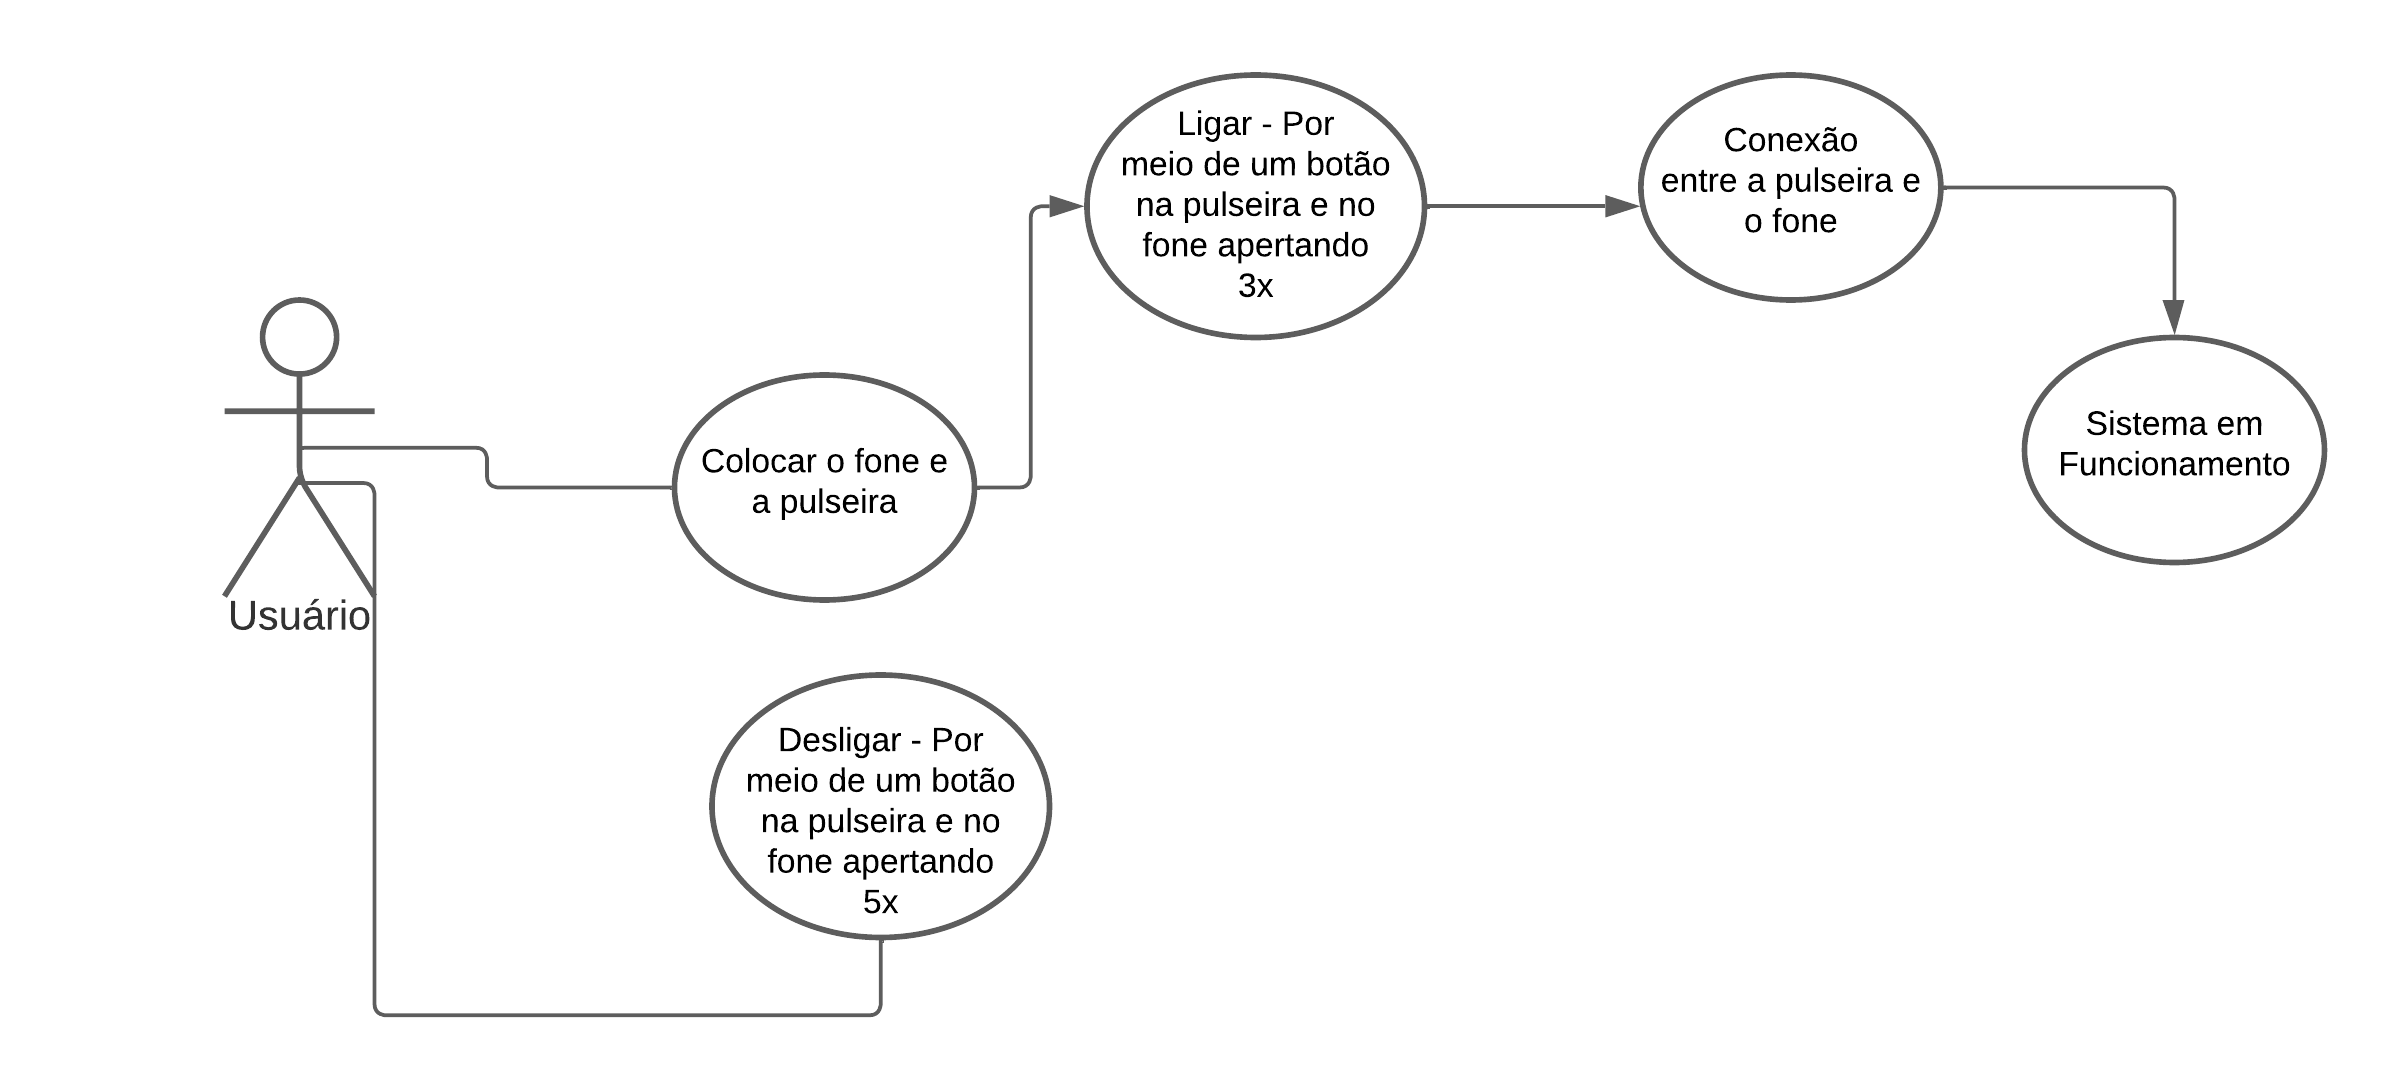 Ligar - Por
meio de um botão
na pulseira e no
fone apertando
3x
Conexão
entre a pulseira e
o fone
Sistema em
Funcionamento
Colocar o fone e
a pulseira
Usuário
Desligar - Por
meio de um botão
na pulseira e no
fone apertando
5x